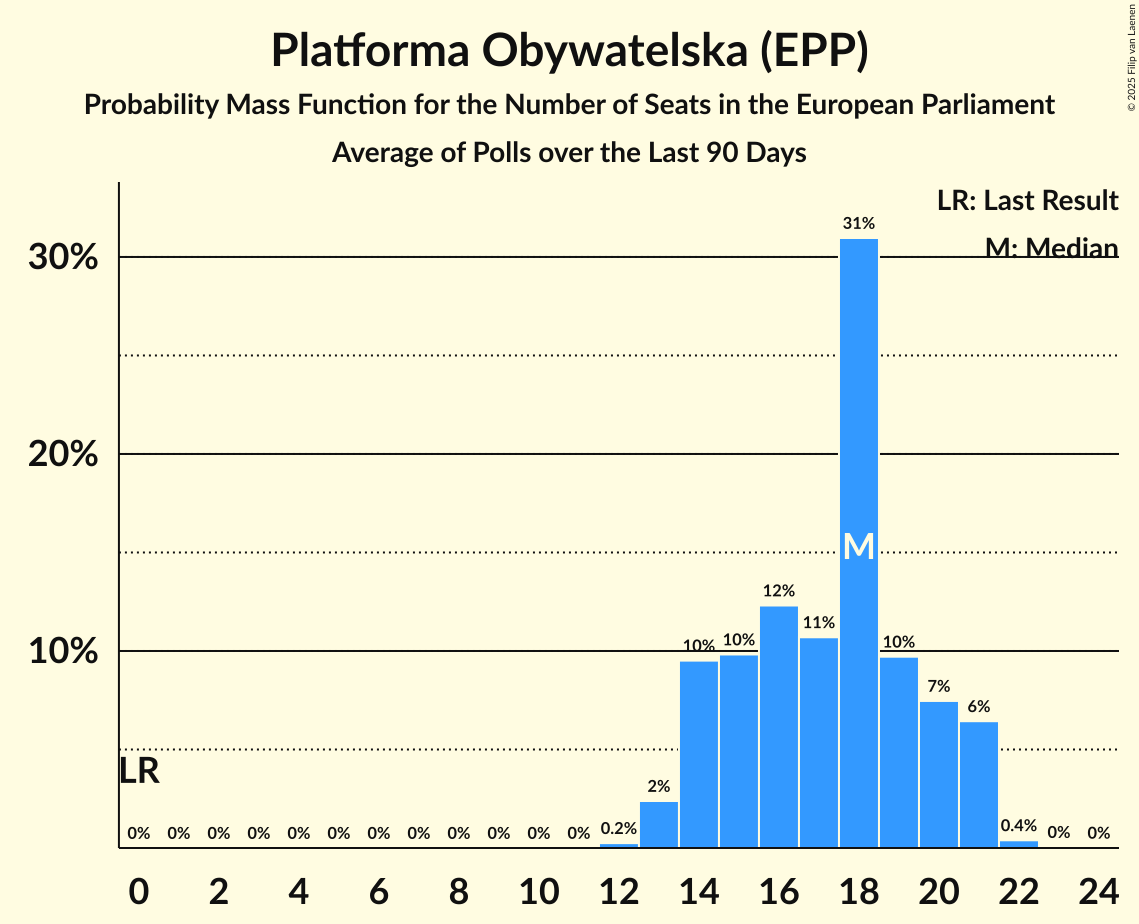 Platforma Obywatelska (EPP)
Probability Mass Function for the Number of Seats in the European Parliament
Average of Polls over the Last 90 Days
© 2025 Filip van Laenen
LR: Last Result
M: Median
30%
20%
10%
31%
M
12%
11%
10% 10%
10%
7%
6%
2%
LR
0% 0% 0% 0% 0% 0% 0% 0% 0% 0% 0% 0% 0.2%
0.4% 0% 0%
0 2 4 6 8 10 12 14 16 18 20 22 24